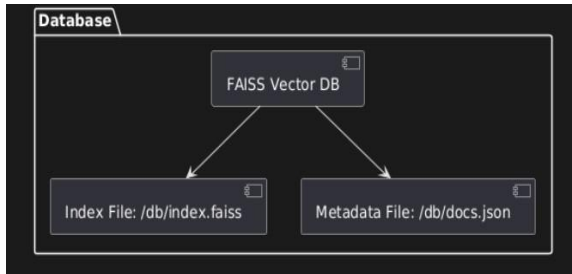 Database
FAISS Vector DB
Index File: /db/index.faiss
Metadata File: /db/docs.json